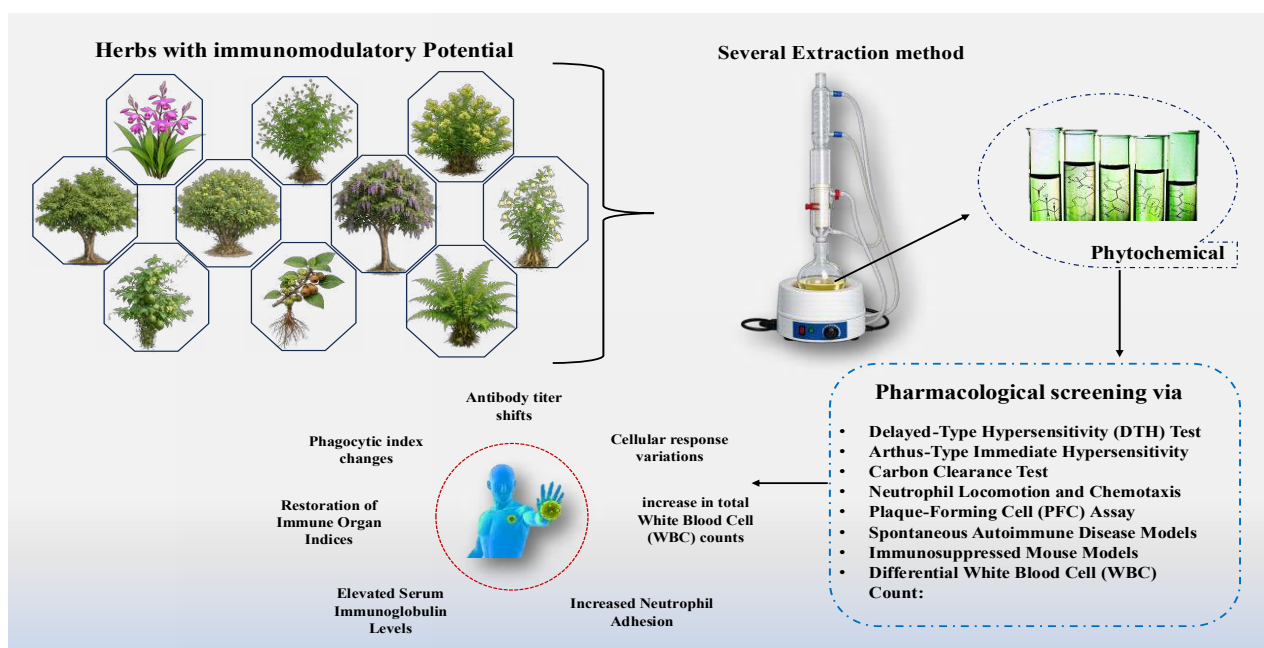 Herbs with immunomodulatory Potential
Several Extraction method
Phytochemical
Pharmacological screening via
• Delayed-Type Hypersensitivity (DTH) Test
• Arthus-Type Immediate Hypersensitivity
• Carbon Clearance Test
• Neutrophil Locomotion and Chemotaxis
• Plaque-Forming Cell (PFC) Assay
• Spontaneous Autoimmune Disease Models
• Immunosuppressed Mouse Models
• Differential White Blood Cell (WBC)
Count:
Antibody titer
shifts
Phagocytic index
changes
Cellular response
variations
Restoration of
Immune Organ
Indices
increase in total
White Blood Cell
(WBC) counts
Elevated Serum
Immunoglobulin
Levels
Increased Neutrophil
Adhesion